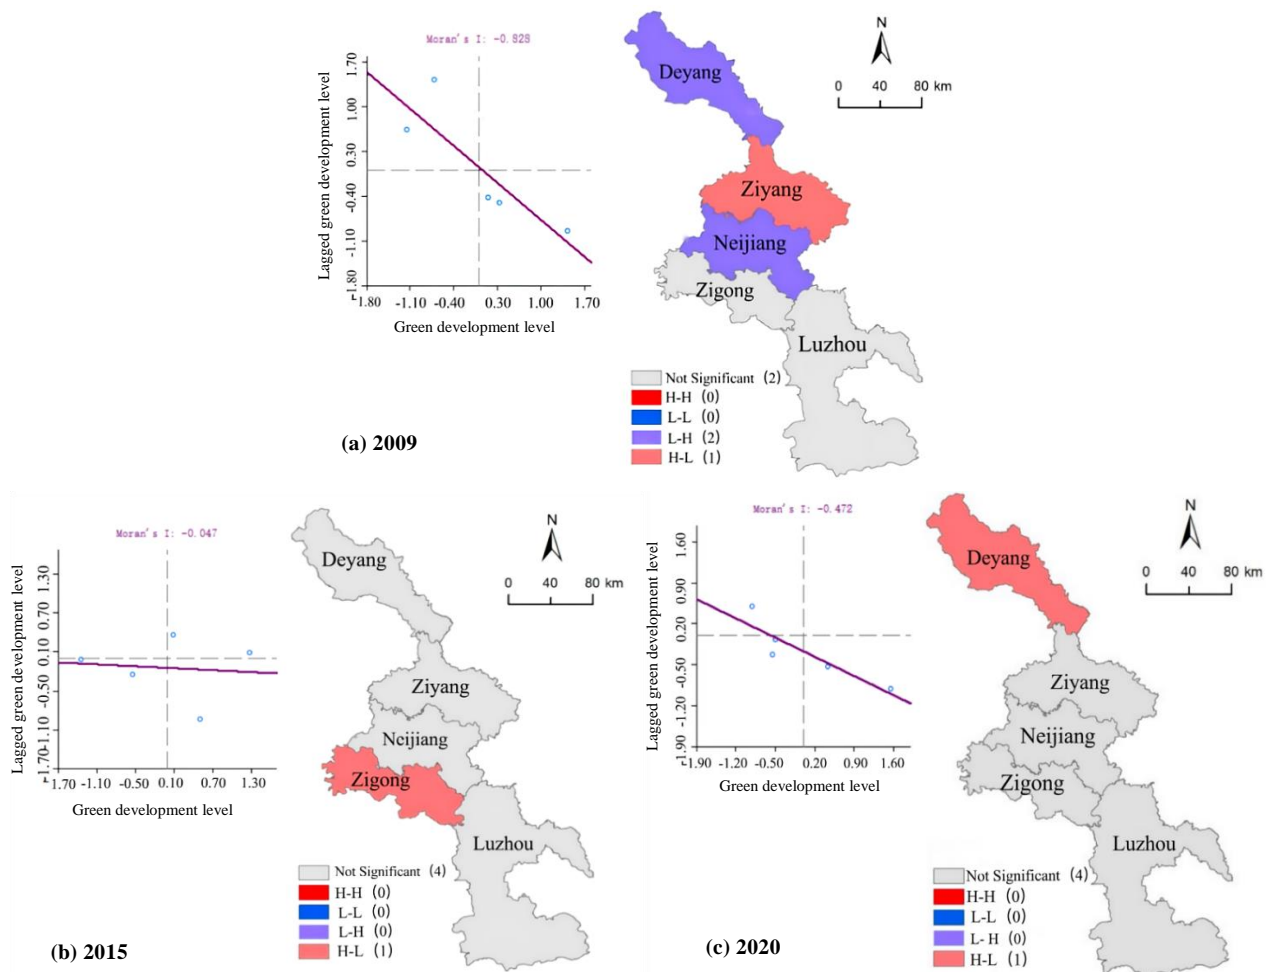 Moran's I: -0.828
Lagged green development level
1.70
1.00
0.30
-0.40
-1.10
-1.80
-1.80 -1.10 -0.40 0.30 1.00 1.70
Green development level
N
0 40 80 km
Deyang
Ziyang
Neijiang
Zigong
Luzhou
Not Significant (2)
H-H (0)
L-L (0)
L-H (2)
H-L (1)
(a) 2009
Moran's I: -0.047
Lagged green development level
1.30
0.70
0.10
-0.50
-1.10
-1.70
-1.70 -1.10 -0.50 0.10 0.70 1.30
Green development level
N
0 40 80 km
Deyang
Ziyang
Neijiang
Zigong
Luzhou
Not Significant (4)
H-H (0)
L-L (0)
L-H (0)
H-L (1)
(b) 2015
Moran's I: -0.472
Lagged green development level
1.60
0.90
0.20
-0.50
-1.20
-1.90
-1.90 -1.20 -0.50 0.20 0.90 1.60
Green development level
N
0 40 80 km
Deyang
Ziyang
Neijiang
Zigong
Luzhou
Not Significant (4)
H-H (0)
L-L (0)
L- H (0)
H-L (1)
(c) 2020